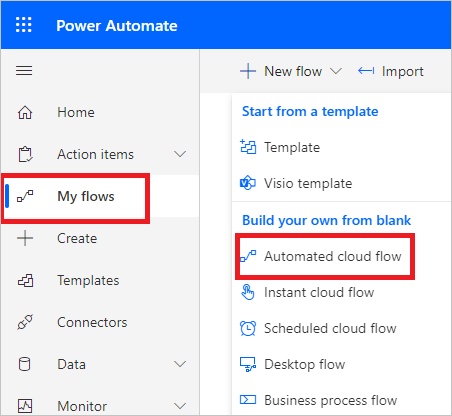 Power Automate
New flow
Import
Home
Action items
My flows
Create
Templates
Connectors
Data
Monitor
Start from a template
Template
Visio template
Build your own from blank
Automated cloud flow
Instant cloud flow
Scheduled cloud flow
Desktop flow
Business process flow